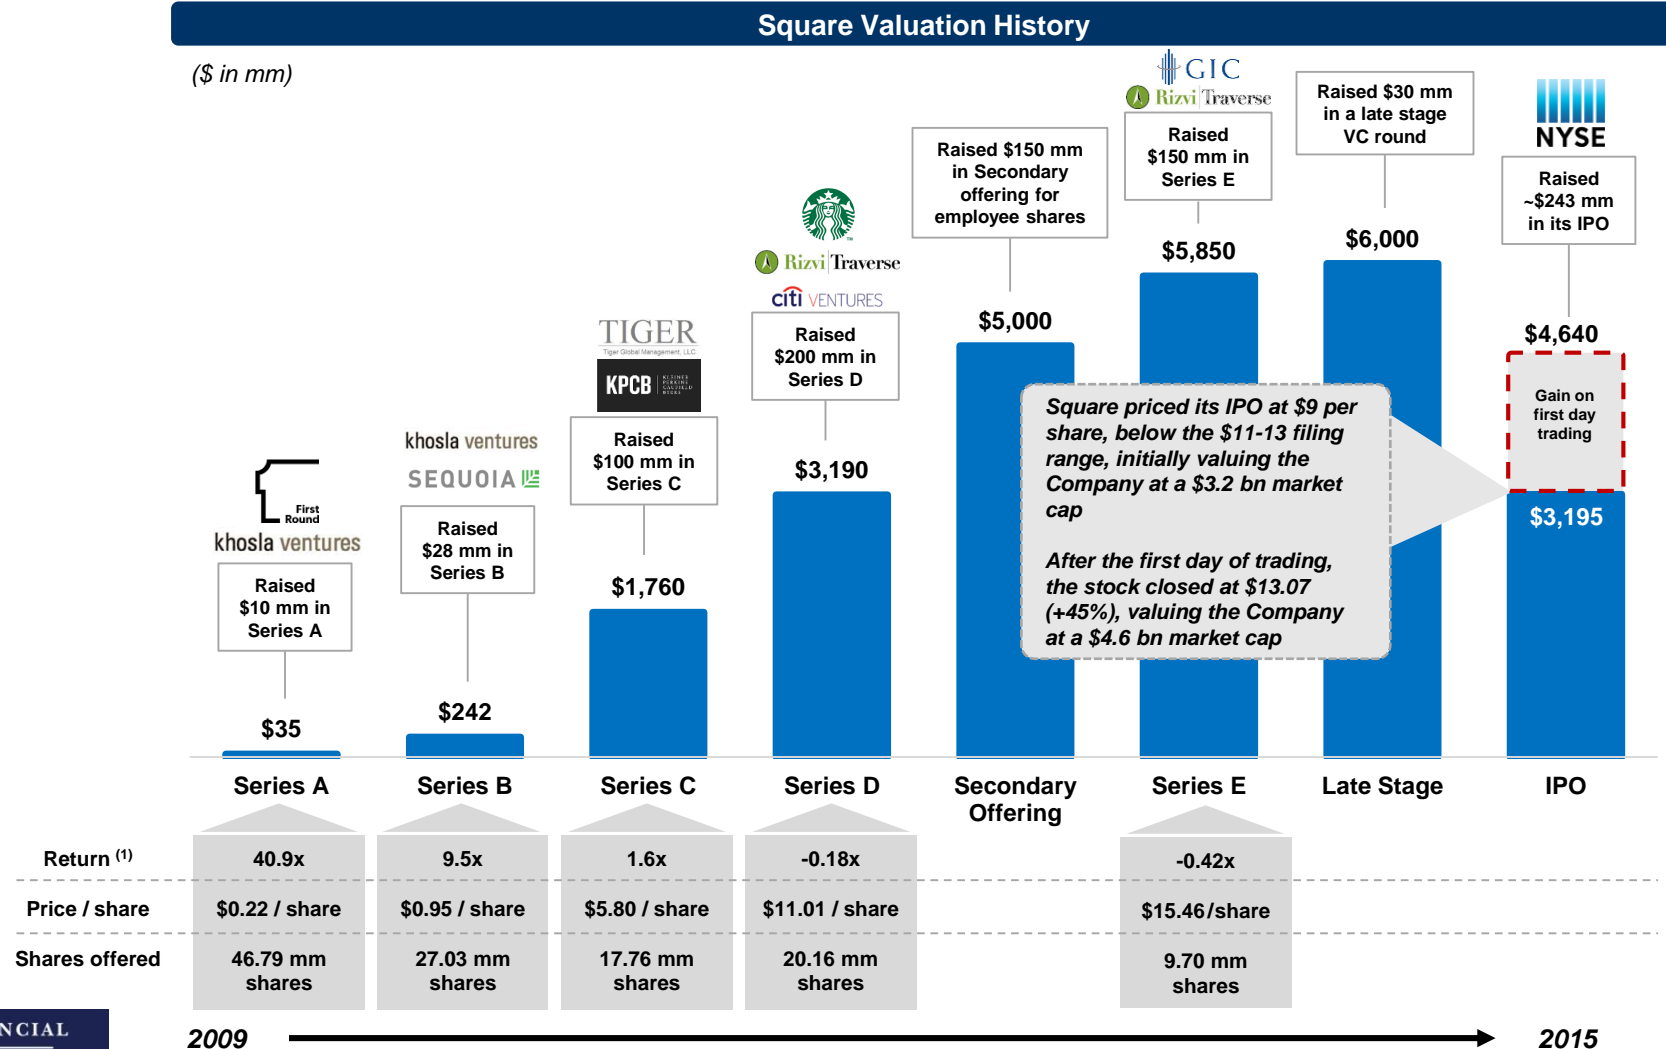 Square Valuation History
($ in mm)
First
Round
khosla ventures
Raised
$10 mm in
Series A
$35
khosla ventures
SEQUOIA
Raised
$28 mm in
Series B
$242
TIGER
Tiger Global Management, LLC
KPCB
KLEINER
PERKINS
CAUFIELD
BYERS
Raised
$100 mm in
Series C
$1,760
Rizvi Traverse
citi VENTURES
Raised
$200 mm in
Series D
$3,190
Raised $150 mm
in Secondary
offering for
employee shares
$5,000
GIC
Rizvi Traverse
Raised
$150 mm in
Series E
$5,850
Raised $30 mm
in a late stage
VC round
$6,000
NYSE
Raised
~$243 mm
in its IPO
$4,640
Gain on
first day
trading
$3,195
Square priced its IPO at $9 per
share, below the $11-13 filing
range, initially valuing the
Company at a $3.2 bn market
cap
After the first day of trading,
the stock closed at $13.07
(+45%), valuing the Company
at a $4.6 bn market cap
Series A
Series B
Series C
Series D
Secondary
Offering
Series E
Late Stage
IPO
Return (1)
40.9x
9.5x
1.6x
-0.18x
-0.42x
Price / share
$0.22 / share
$0.95 / share
$5.80 / share
$11.01 / share
$15.46/share
Shares offered
46.79 mm
shares
27.03 mm
shares
17.76 mm
shares
20.16 mm
shares
9.70 mm
shares
NCIAL
2009
2015